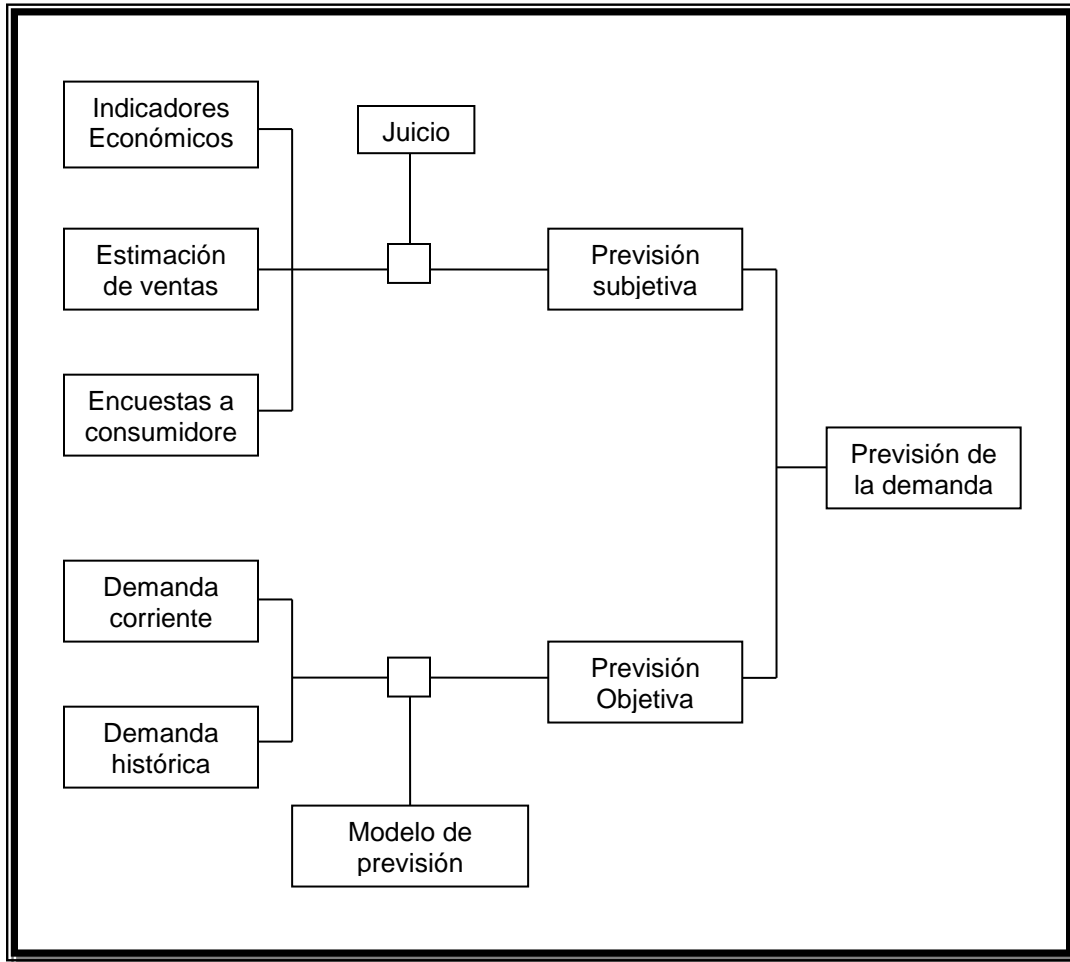 Indicadores
Económicos
Juicio
Estimación
de ventas
Previsión
subjetiva
Encuestas a
consumidore
Previsión de
la demanda
Demanda
corriente
Previsión
Objetiva
Demanda
histórica
Modelo de
previsión